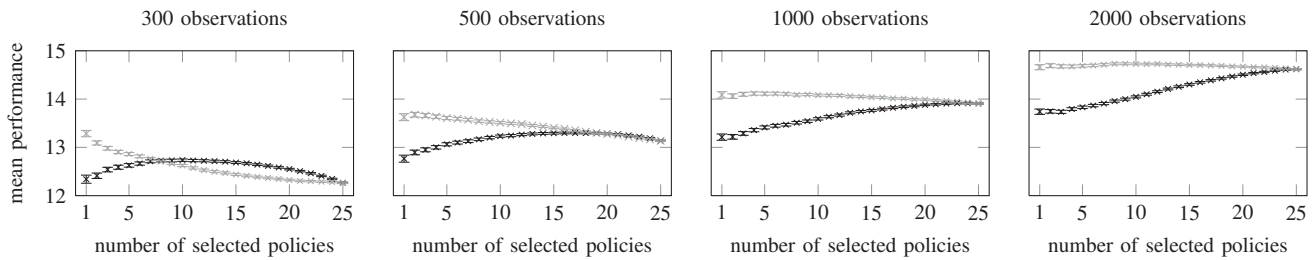 300 observations
500 observations
1000 observations
2000 observations
mean performance
15
14
13
12
1 5 10 15 20 25
1 5 10 15 20 25
1 5 10 15 20 25
1 5 10 15 20 25
number of selected policies
number of selected policies
number of selected policies
number of selected policies